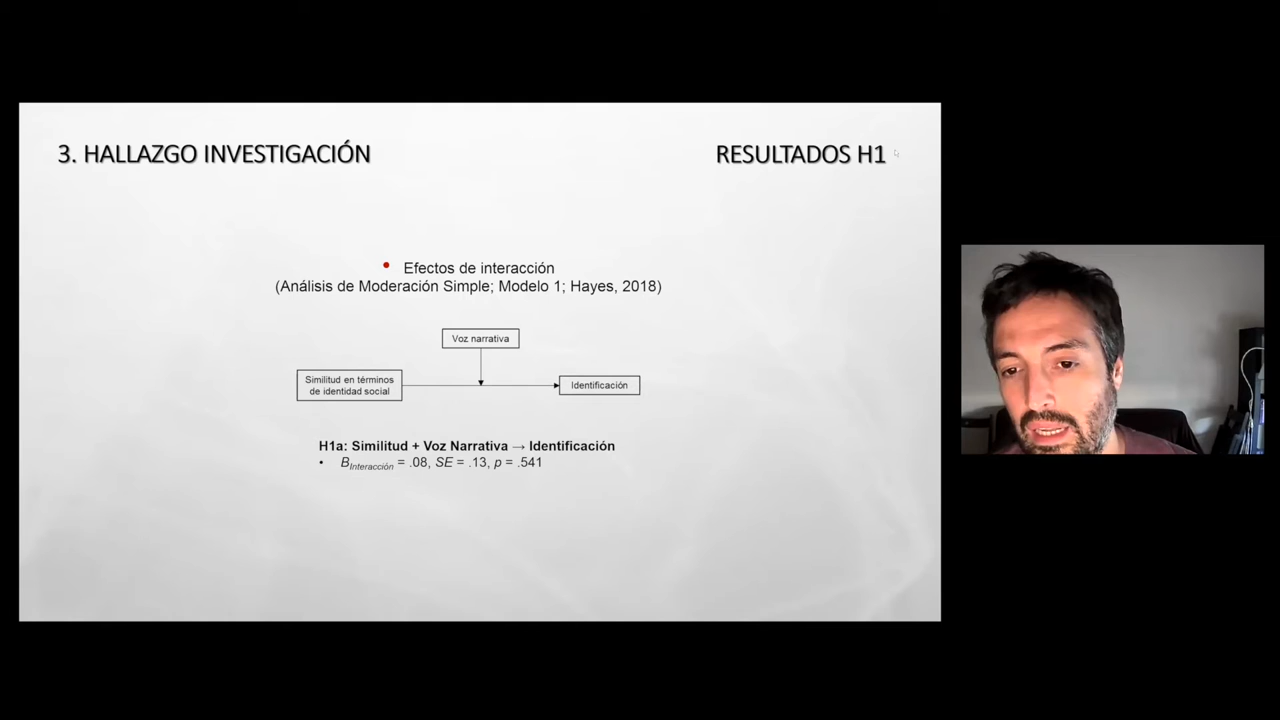 3. HALLAZGO INVESTIGACIÓN
RESULTADOS H1
• Efectos de interacción
(Análisis de Moderación Simple; Modelo 1; Hayes, 2018)
Voz narrativa
Similitud en términos
de identidad social
Identificación
H1a: Similitud + Voz Narrativa → Identificación
• B_Interacción = .08, SE = .13, p = .541